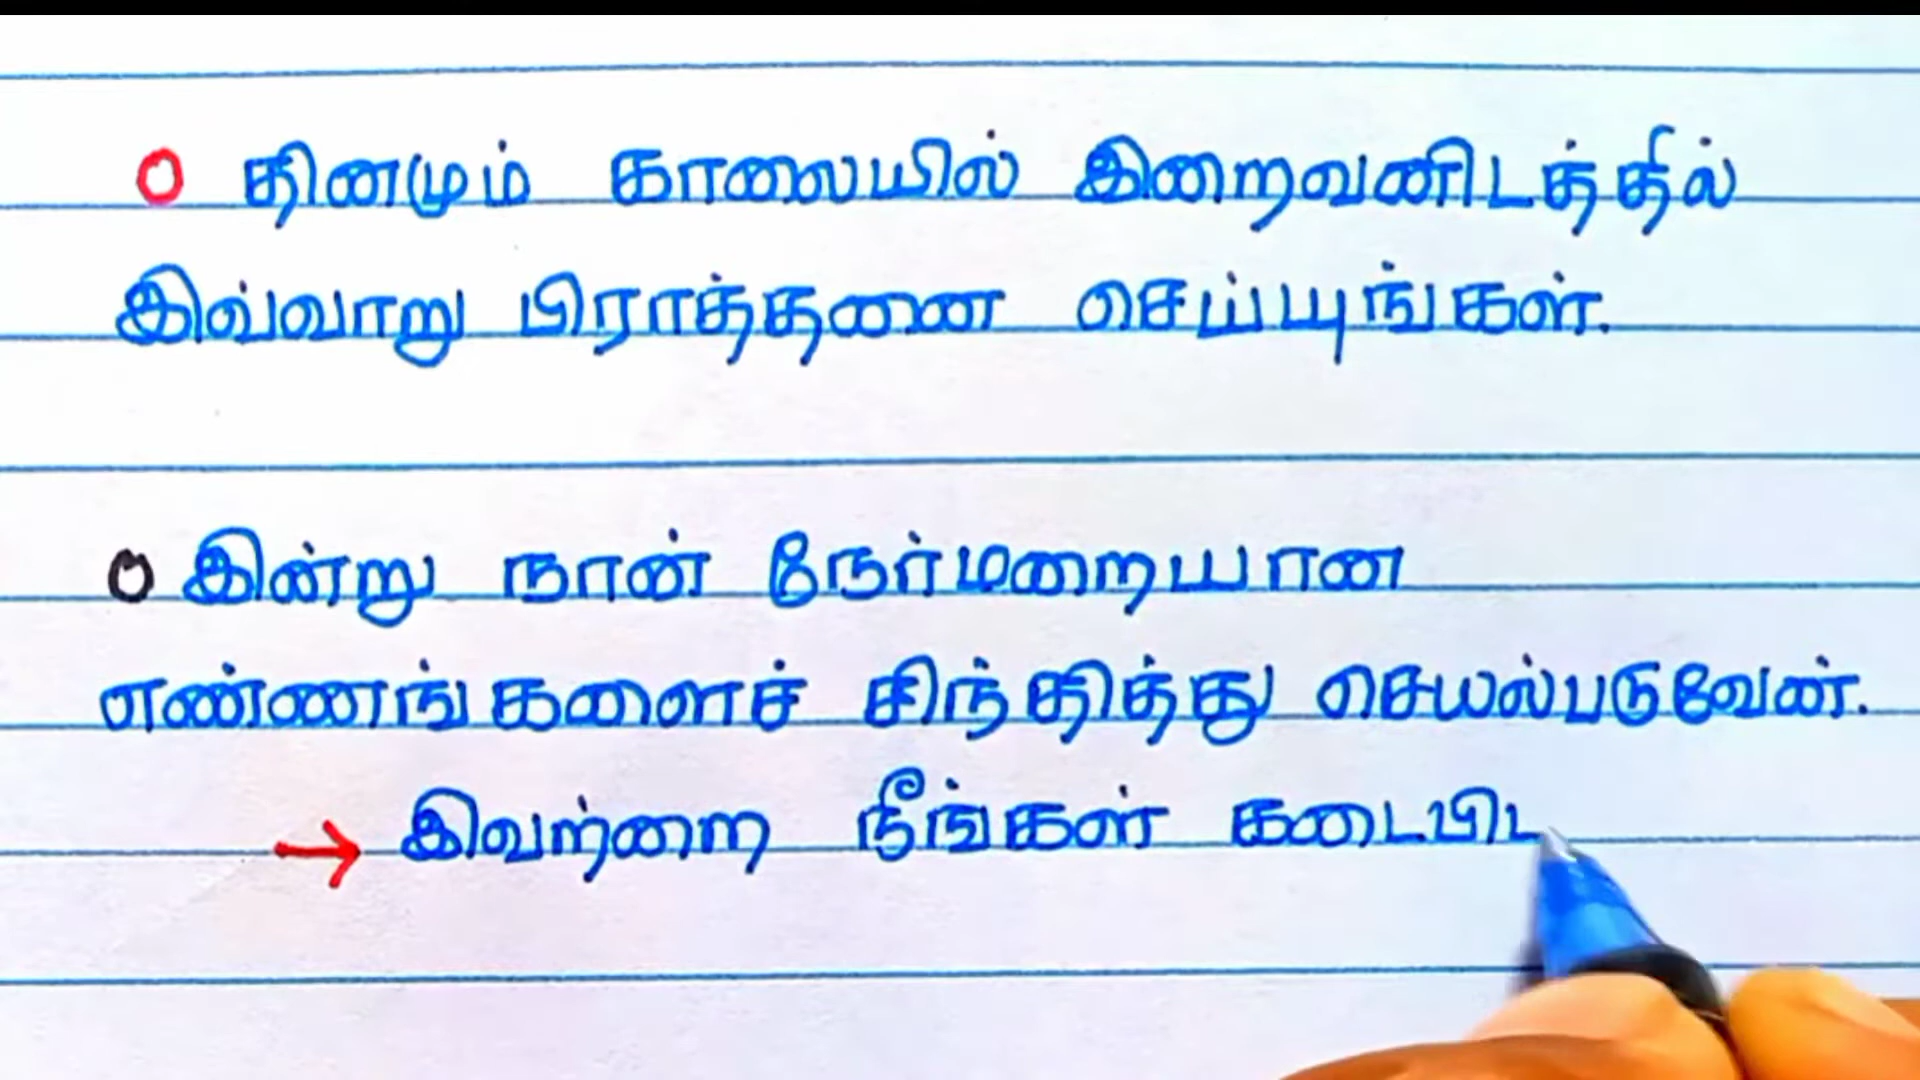 தினமும் காலையில் இறைவனிடத்தில்
இவ்வாறு பிராத்தனை செய்யுங்கள்.
இன்று நான் நேர்மறையான
எண்ணங்களைச் சிந்தித்து செயல்படுவேன்.
→ இவற்றை நீங்கள் கடைபிட